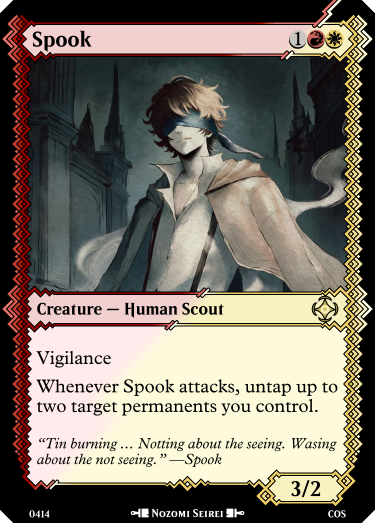 Spook 1
Creature — Human Scout
Vigilance
Whenever Spook attacks, untap up to
two target permanents you control.
“Tin burning … Notting about the seeing. Wasing
about the not seeing.” —Spook
3/2
0414 Nozomi Seirei COS